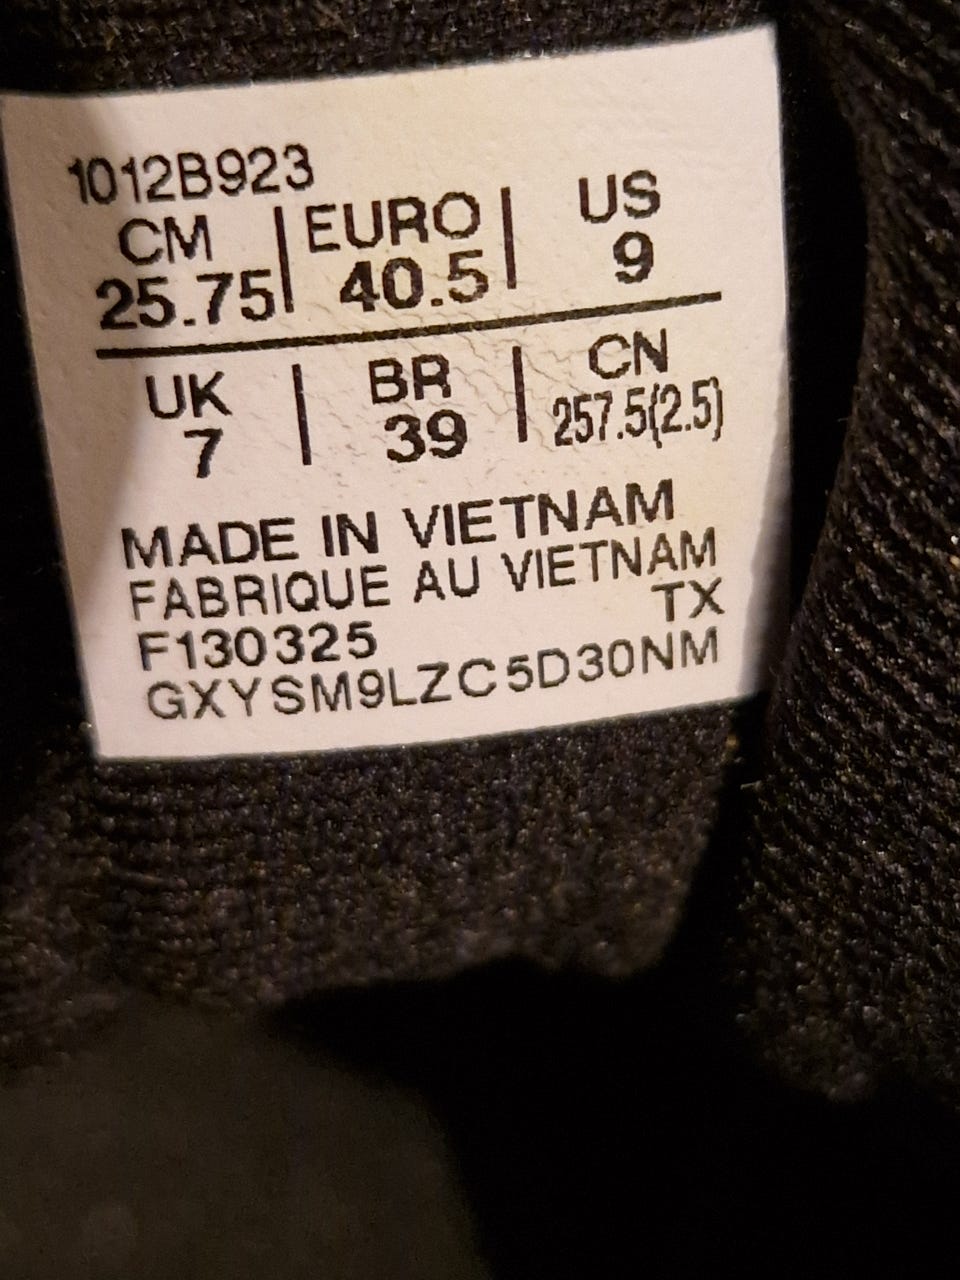 1012B923
CM | EURO | US
25.75 | 40.5 | 9
UK | BR | CN
7 | 39 | 257.5(2.5)
MADE IN VIETNAM
FABRIQUE AU VIETNAM
TX
F130325
GXYSM9LZC5D30NM